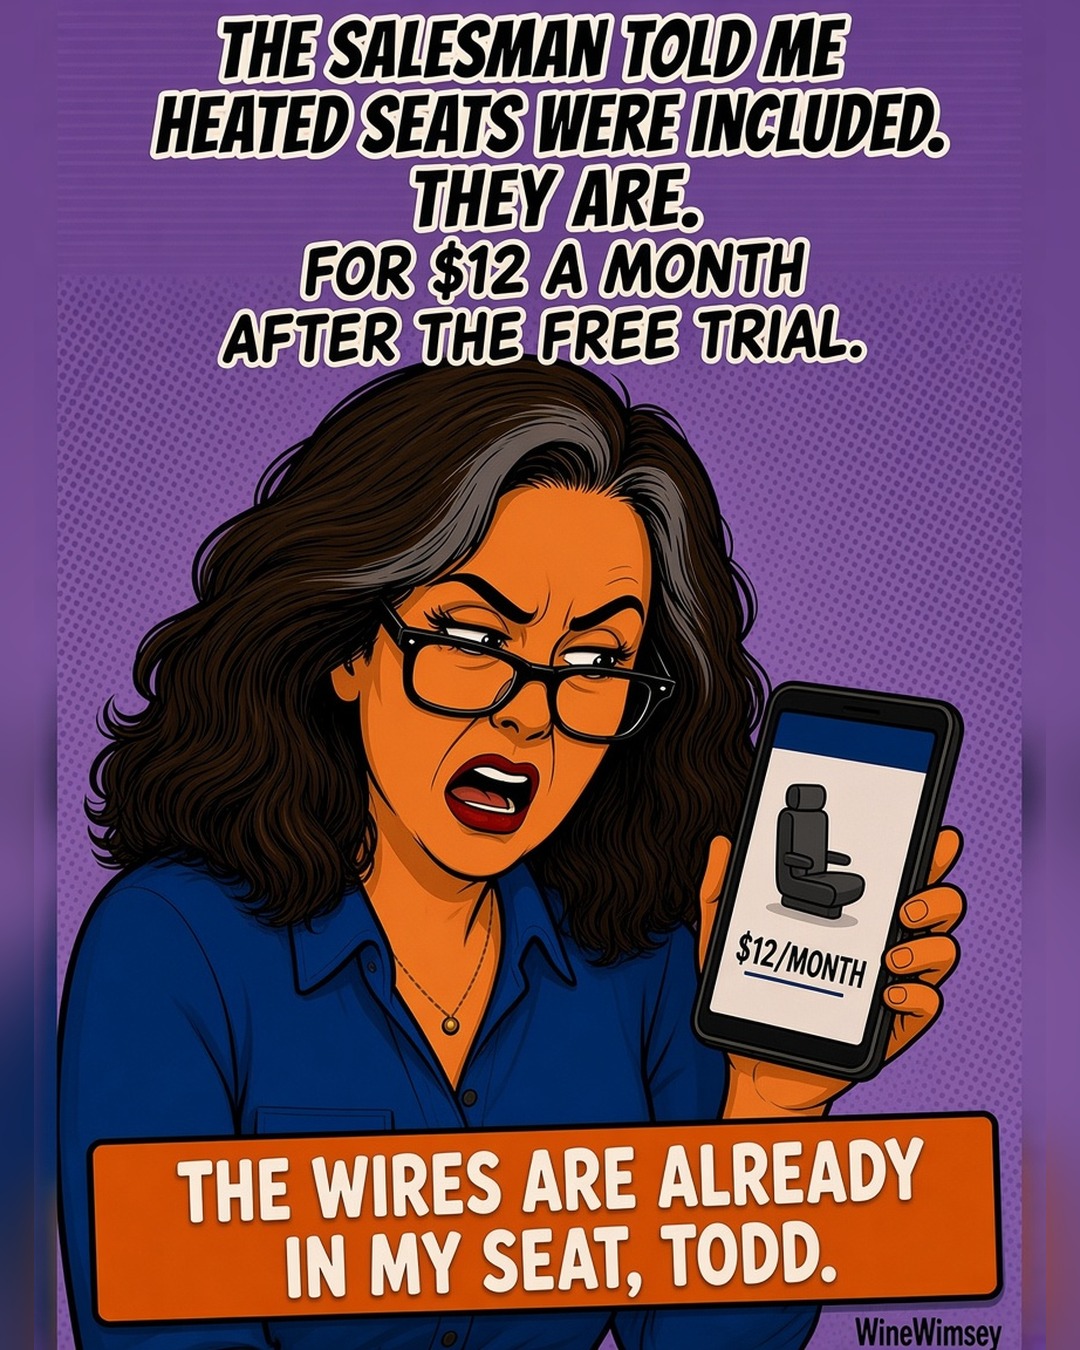 THE SALESMAN TOLD ME
HEATED SEATS WERE INCLUDED.
THEY ARE.
FOR $12 A MONTH
AFTER THE FREE TRIAL.
$12/MONTH
THE WIRES ARE ALREADY
IN MY SEAT, TODD.
WineWimsey